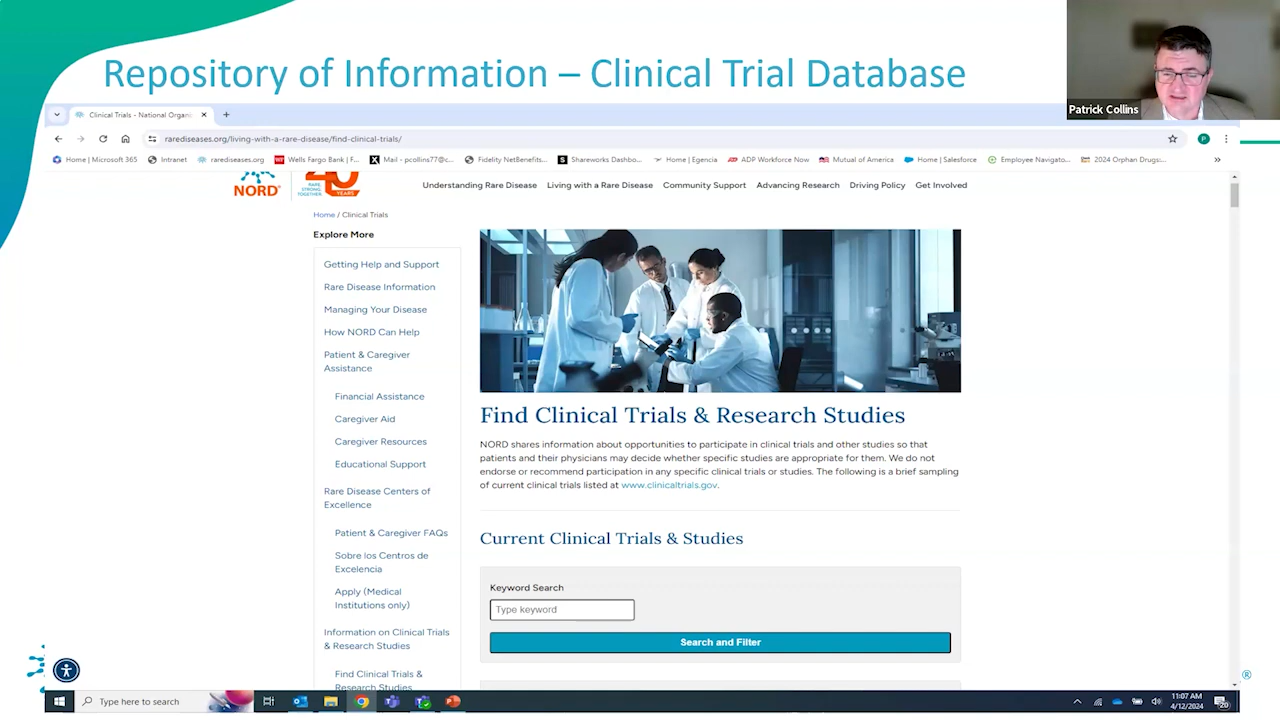 Repository of Information – Clinical Trial Database
Patrick Collins
Clinical Trials - National Organi
rarediseases.org/living-with-a-rare-disease/find-clinical-trials/
Home | Microsoft 365
Intranet
rarediseases.org
Wells Fargo Bank | F...
Mail - pcollins77@c...
Fidelity NetBenefits...
Shareworks Dashbo...
Home | Egencia
ADP Workforce Now
Mutual of America
Home | Salesforce
Employee Navigato...
2024 Orphan Drugs:...
NORD®
40
RARE
STRONG
TOGETHER
YEARS
Understanding Rare Disease
Living with a Rare Disease
Community Support
Advancing Research
Driving Policy
Get Involved
Home / Clinical Trials
Explore More
Getting Help and Support
Rare Disease Information
Managing Your Disease
How NORD Can Help
Patient & Caregiver
Assistance
Financial Assistance
Caregiver Aid
Caregiver Resources
Educational Support
Rare Disease Centers of
Excellence
Patient & Caregiver FAQs
Sobre los Centros de
Excelencia
Apply (Medical
Institutions only)
Information on Clinical Trials
& Research Studies
Find Clinical Trials &
Research Studies
Find Clinical Trials & Research Studies
NORD shares information about opportunities to participate in clinical trials and other studies so that
patients and their physicians may decide whether specific studies are appropriate for them. We do not
endorse or recommend participation in any specific clinical trials or studies. The following is a brief sampling
of current clinical trials listed at www.clinicaltrials.gov.
Current Clinical Trials & Studies
Keyword Search
Type keyword
Search and Filter
Type here to search
11:07 AM
4/12/2024
20